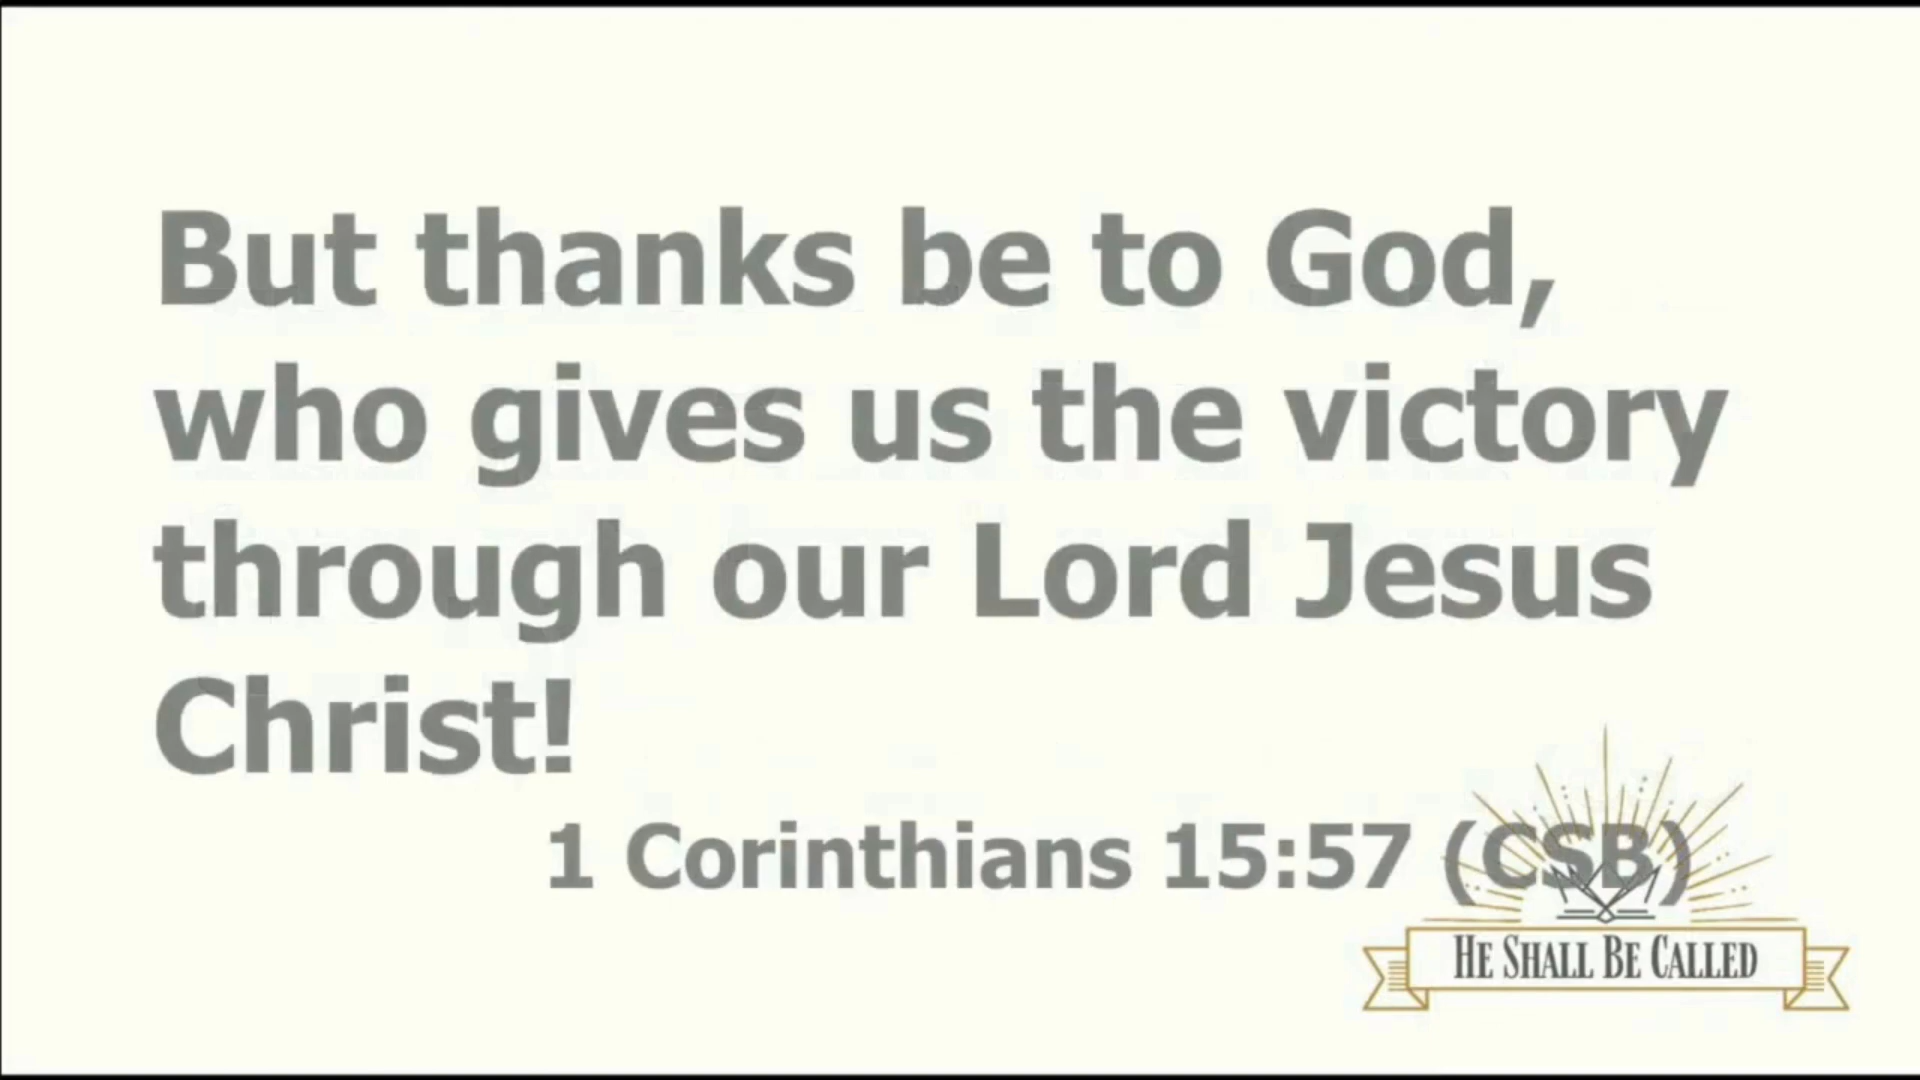 But thanks be to God,
who gives us the victory
through our Lord Jesus
Christ!
1 Corinthians 15:57 (CSB)
HE SHALL BE CALLED